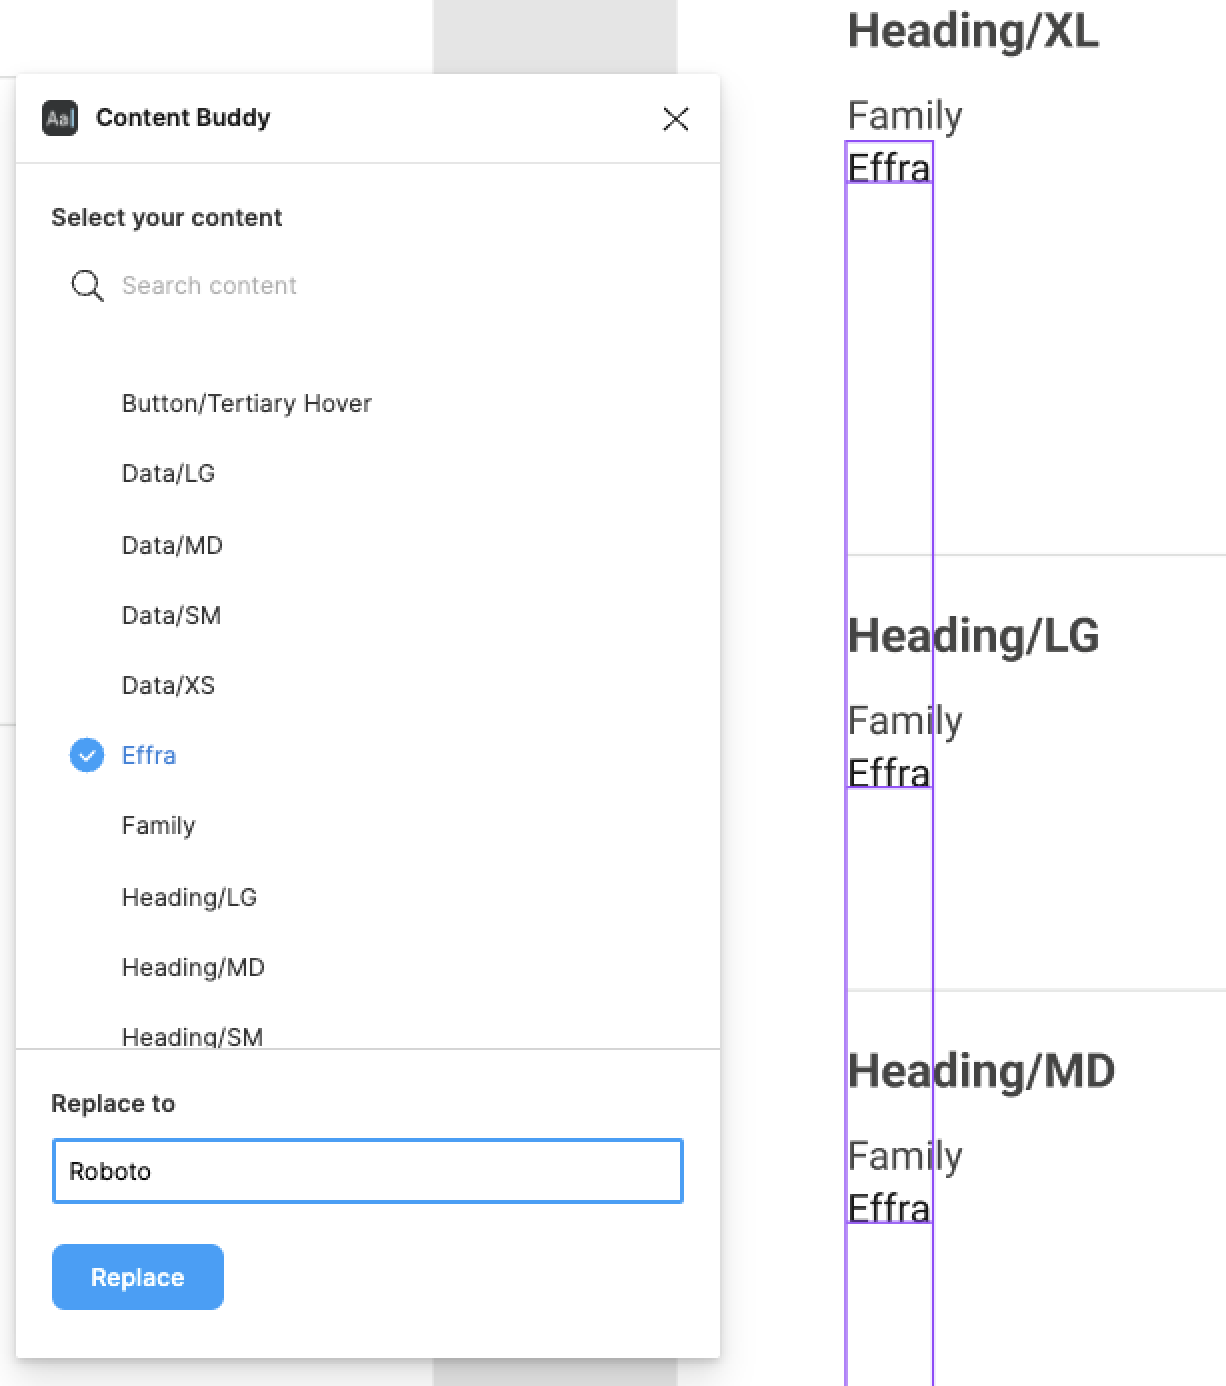 Aa
Content Buddy
Select your content
Search content
Button/Tertiary Hover
Data/LG
Data/MD
Data/SM
Data/XS
Effra
Family
Heading/LG
Heading/MD
Heading/SM
Replace to
Roboto
Replace
Heading/XL
Family
Effra
Heading/LG
Family
Effra
Heading/MD
Family
Effra